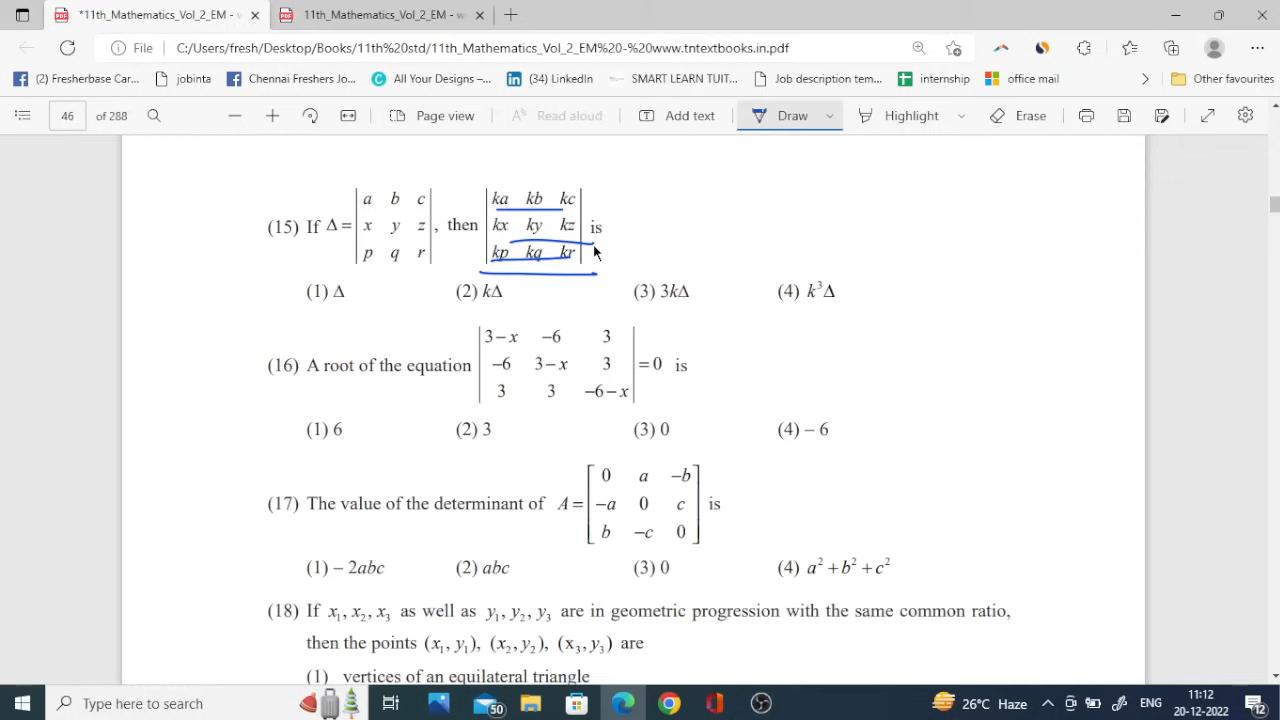 *11th_Mathematics_Vol_2_EM - w
11th_Mathematics_Vol_2_EM - w
File C:/Users/fresh/Desktop/Books/11th%20std/11th_Mathematics_Vol_2_EM%20-%20www.tntextbooks.in.pdf
(2) Fresherbase Car... jobinta Chennai Freshers Jo... All Your Designs –... (34) LinkedIn SMART LEARN TUIT... Job description tem... internship office mail Other favourites
46 of 288 Page view Read aloud Add text Draw Highlight Erase
a b c ka kb kc
(15) If Δ = x y z , then kx ky kz is
p q r kp kq kr
(1) Δ (2) kΔ (3) 3kΔ (4) k³Δ
3−x −6 3
(16) A root of the equation −6 3−x 3 =0 is
3 3 −6−x
(1) 6 (2) 3 (3) 0 (4) – 6
0 a −b
(17) The value of the determinant of A = −a 0 c is
b −c 0
(1) – 2abc (2) abc (3) 0 (4) a² + b² + c²
(18) If x₁, x₂, x₃ as well as y₁, y₂, y₃ are in geometric progression with the same common ratio,
then the points (x₁, y₁), (x₂, y₂), (x₃, y₃) are
(1) vertices of an equilateral triangle
Type here to search 50 26°C Haze ENG 11:12
20-12-2022 12